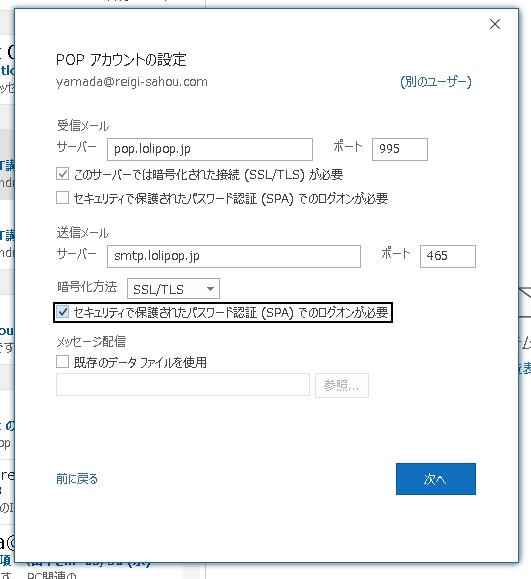 POP アカウントの設定
yamada@reigi-sahou.com
(別のユーザー)
受信メール
サーバー pop.lolipop.jp ポート 995
このサーバーでは暗号化された接続 (SSL/TLS) が必要
セキュリティで保護されたパスワード認証 (SPA) でのログオンが必要
送信メール
サーバー smtp.lolipop.jp ポート 465
暗号化方法 SSL/TLS
セキュリティで保護されたパスワード認証 (SPA) でのログオンが必要
メッセージ配信
既存のデータ ファイルを使用
参照...
前に戻る
次へ